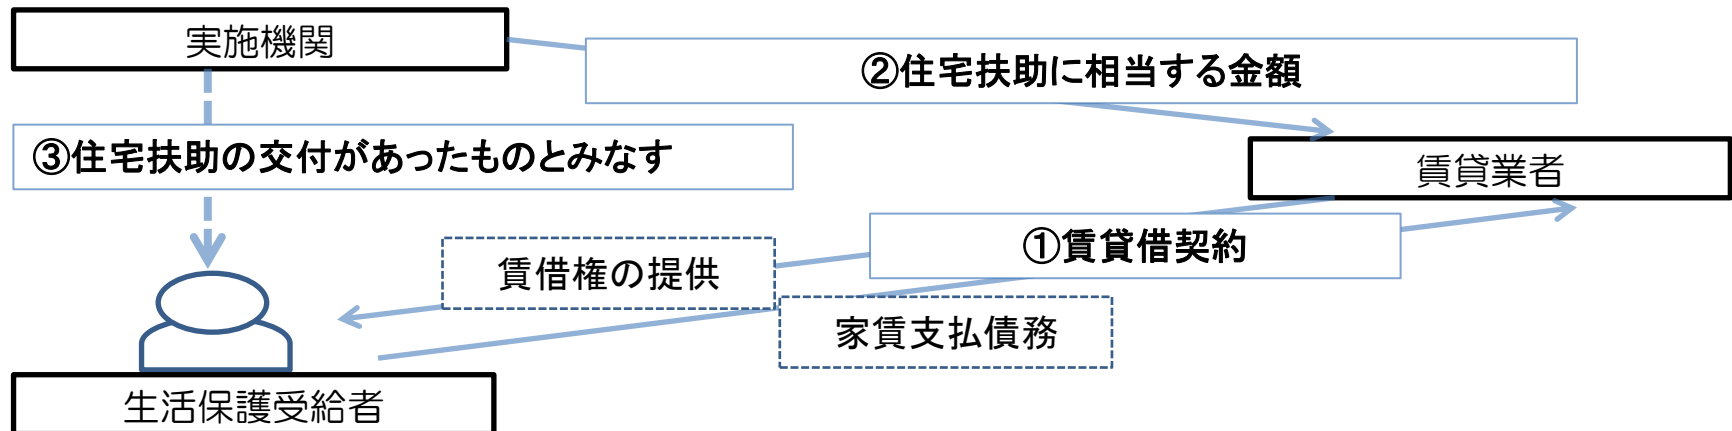 実施機関
②住宅扶助に相当する金額
③住宅扶助の交付があったものとみなす
賃貸業者
①賃貸借契約
賃借権の提供
家賃支払債務
生活保護受給者